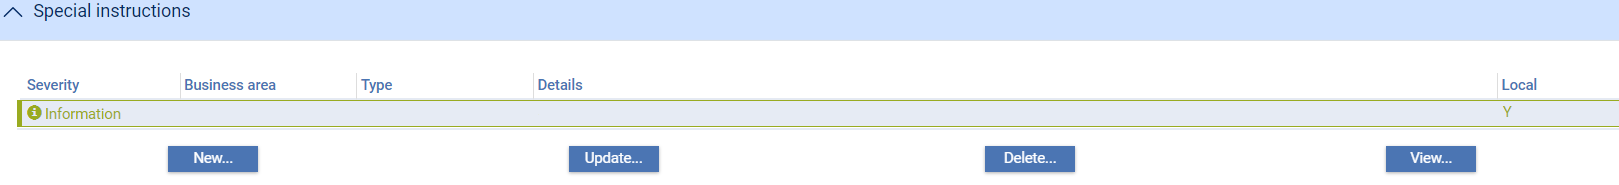 Special instructions
Severity Business area Type Details Local
Information Y
New... Update... Delete... View...